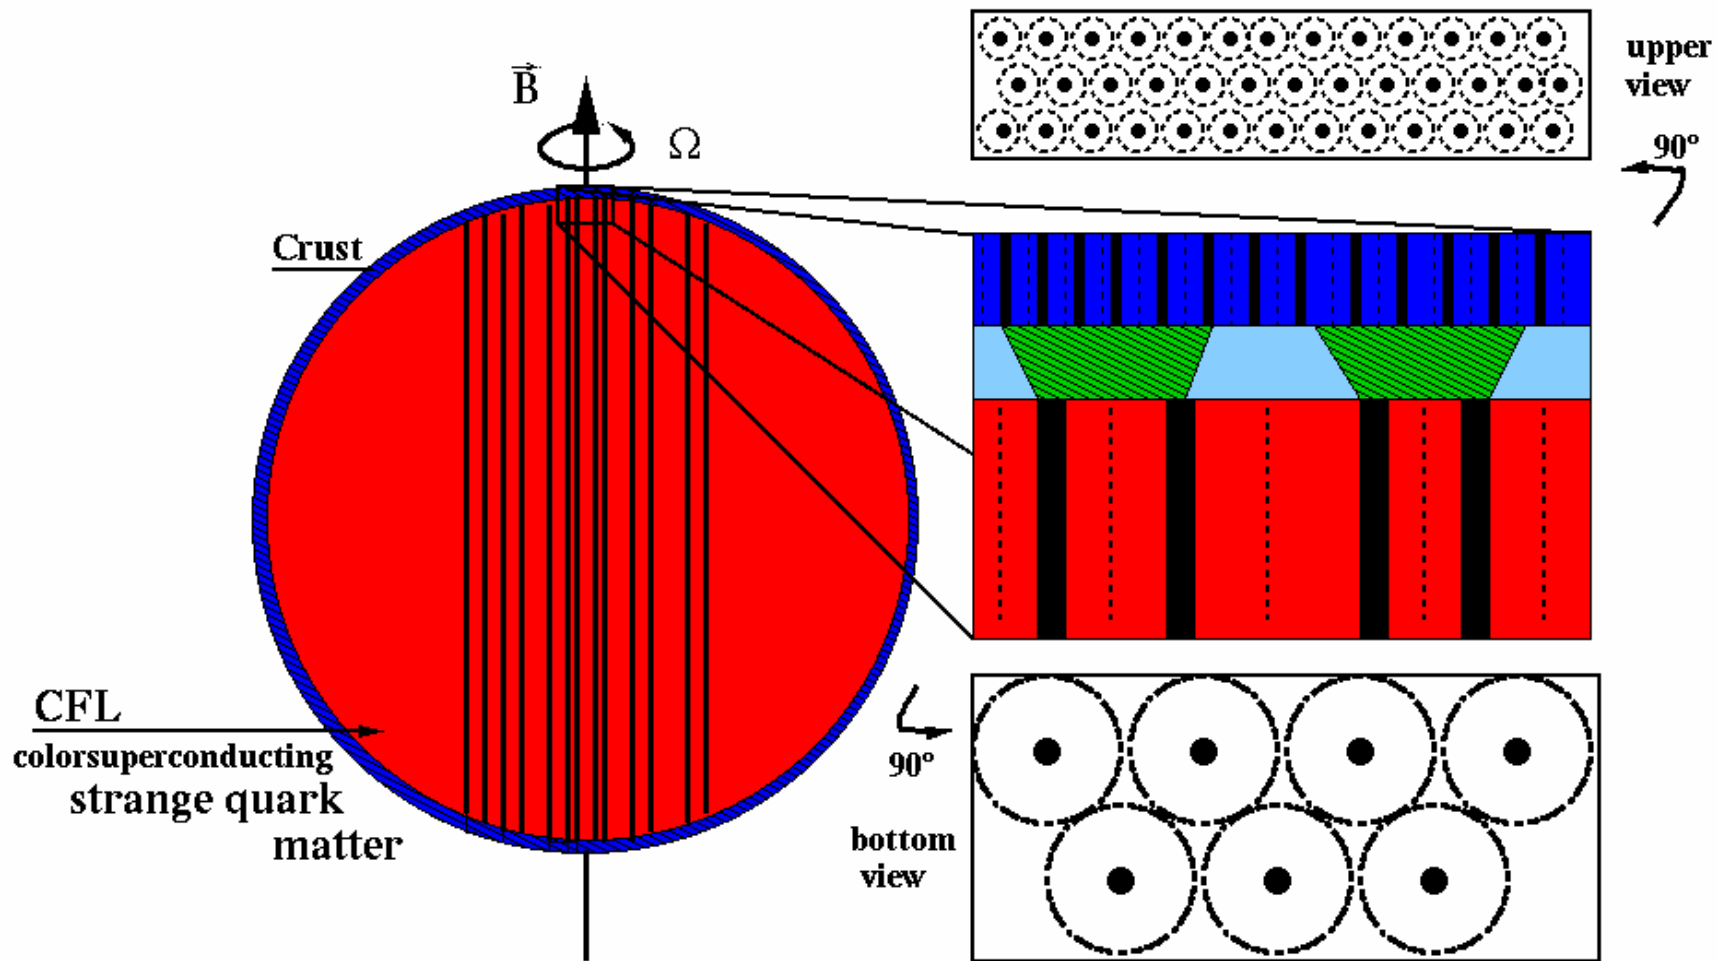 B
Ω
Crust
CFL
colorsuperconducting
strange quark
matter
upper
view
90°
90°
bottom
view